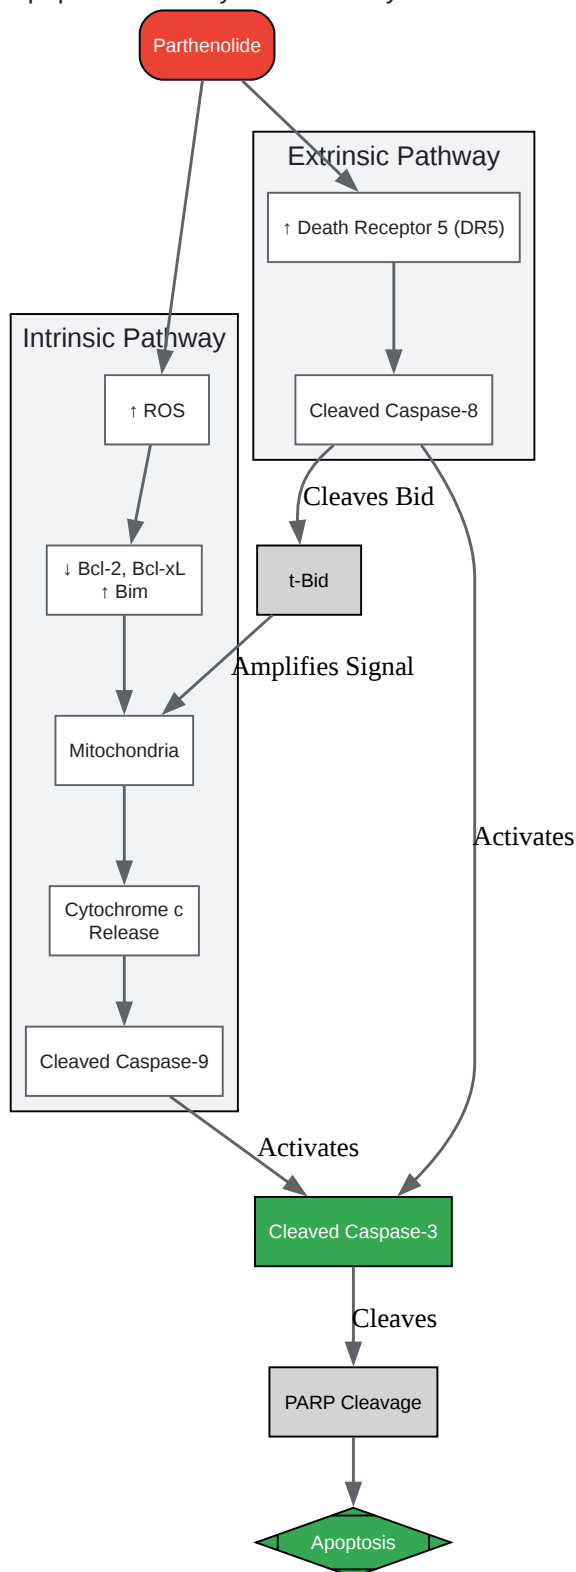 Parthenolide
Extrinsic Pathway
↑ Death Receptor 5 (DR5)
Intrinsic Pathway
↑ ROS
Cleaved Caspase-8
Cleaves Bid
↓ Bcl-2, Bcl-xL
↑ Bim
t-Bid
Amplifies Signal
Mitochondria
Activates
Cytochrome c
Release
Cleaved Caspase-9
Activates
Cleaved Caspase-3
Cleaves
PARP Cleavage
Apoptosis